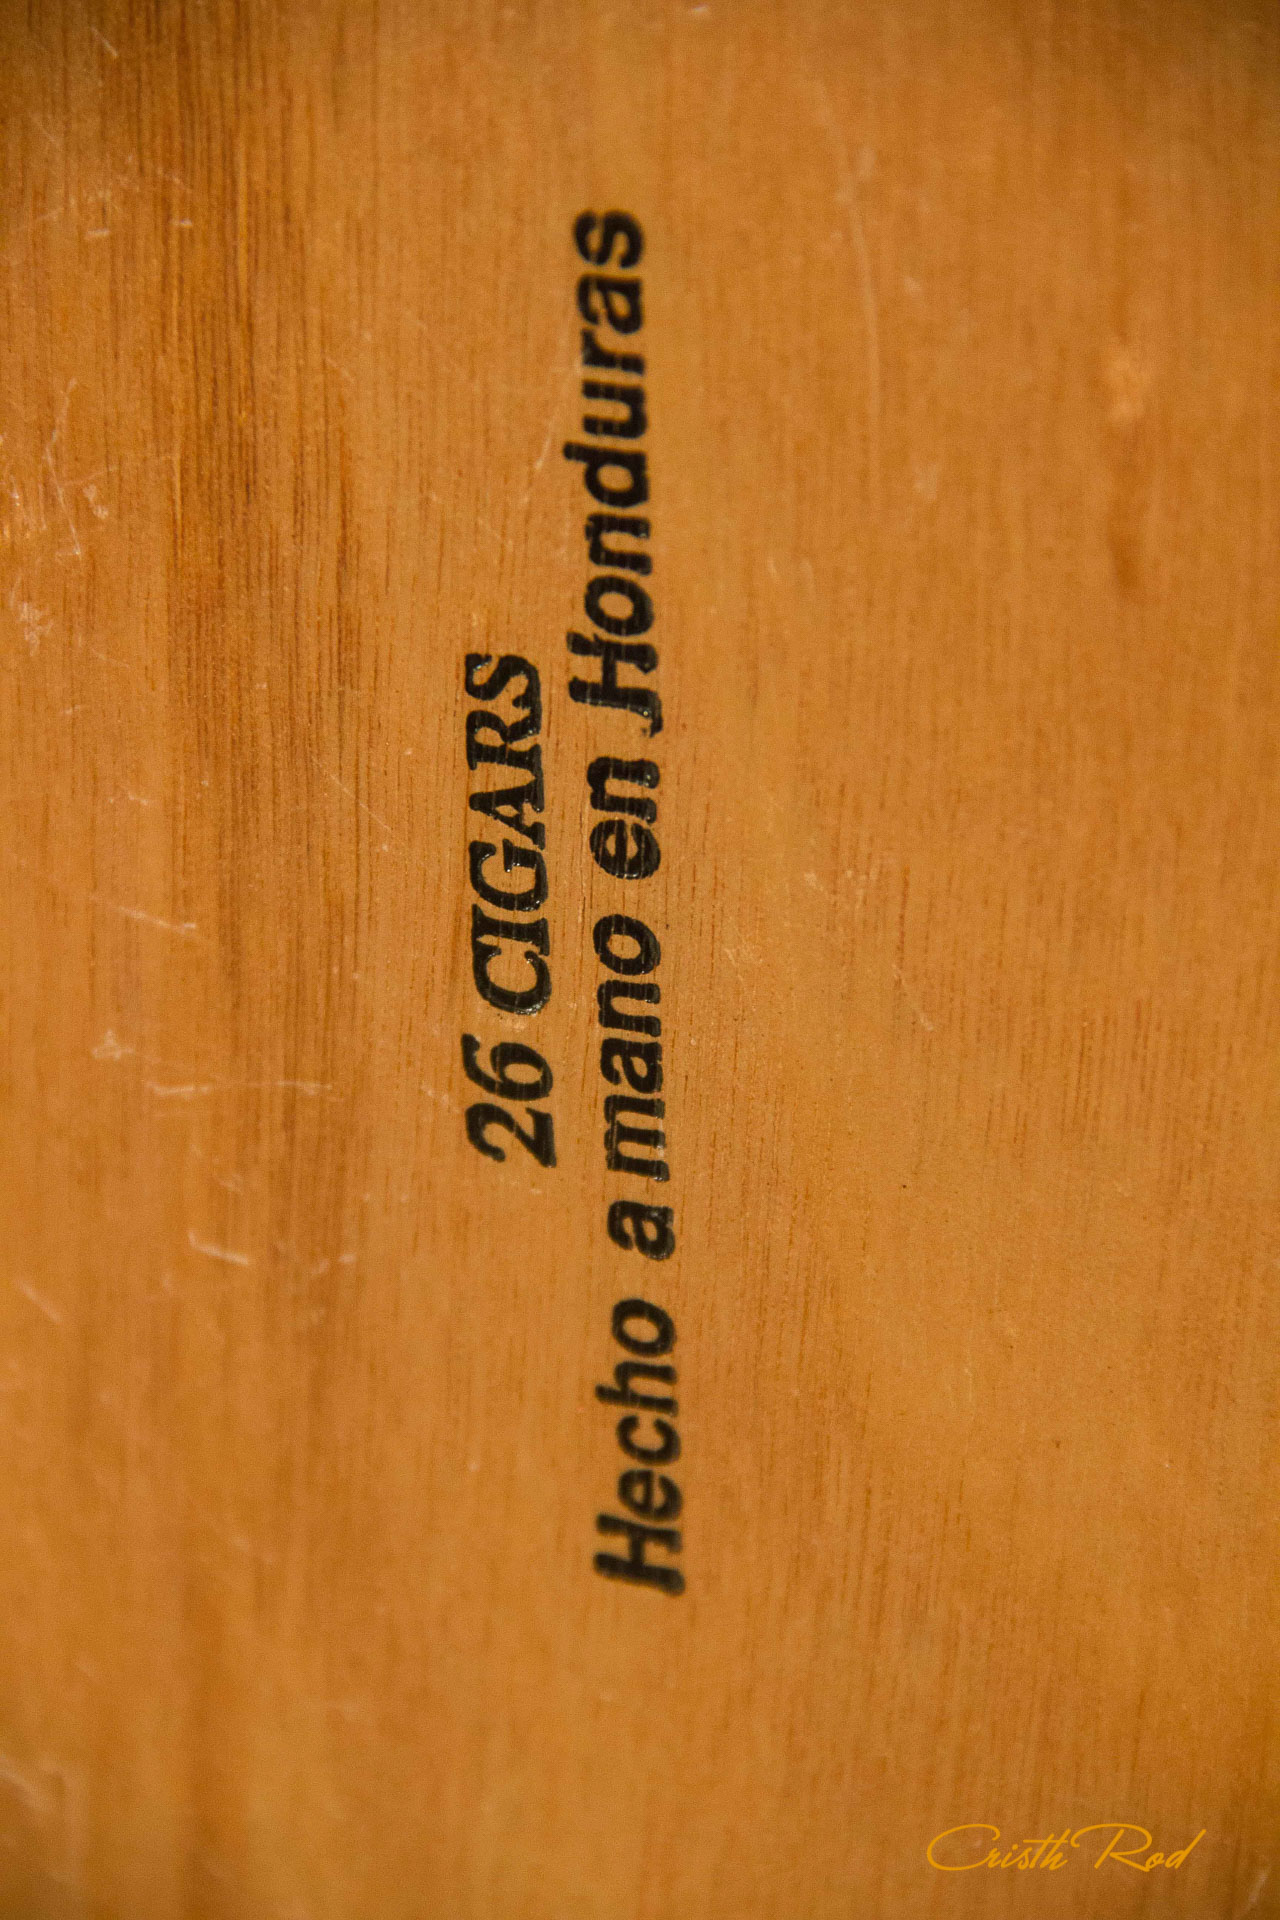 26 CIGARS
Hecho a mano en Honduras
Cristh Rod